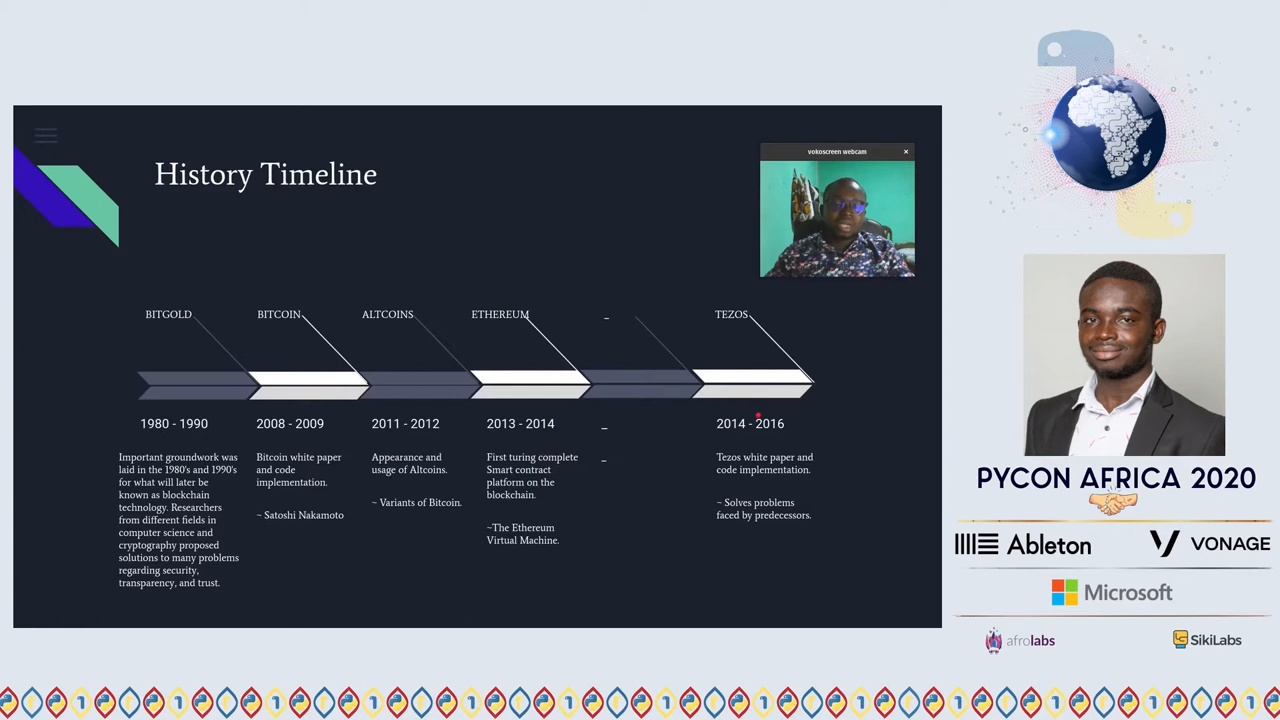 History Timeline
vokoscreen webcam
BITGOLD
BITCOIN
ALTCOINS
ETHEREUM
–
TEZOS
1980 - 1990
2008 - 2009
2011 - 2012
2013 - 2014
–
2014 - 2016
Important groundwork was
laid in the 1980's and 1990's
for what will later be
known as blockchain
technology. Researchers
from different fields in
computer science and
cryptography proposed
solutions to many problems
regarding security,
transparency, and trust.
Bitcoin white paper
and code
implementation.
~ Satoshi Nakamoto
Appearance and
usage of Altcoins.
~ Variants of Bitcoin.
First turing complete
Smart contract
platform on the
blockchain.
~The Ethereum
Virtual Machine.
–
Tezos white paper and
code implementation.
~ Solves problems
faced by predecessors.
PYCON AFRICA 2020
Ableton
VONAGE
Microsoft
afrolabs
SikiLabs